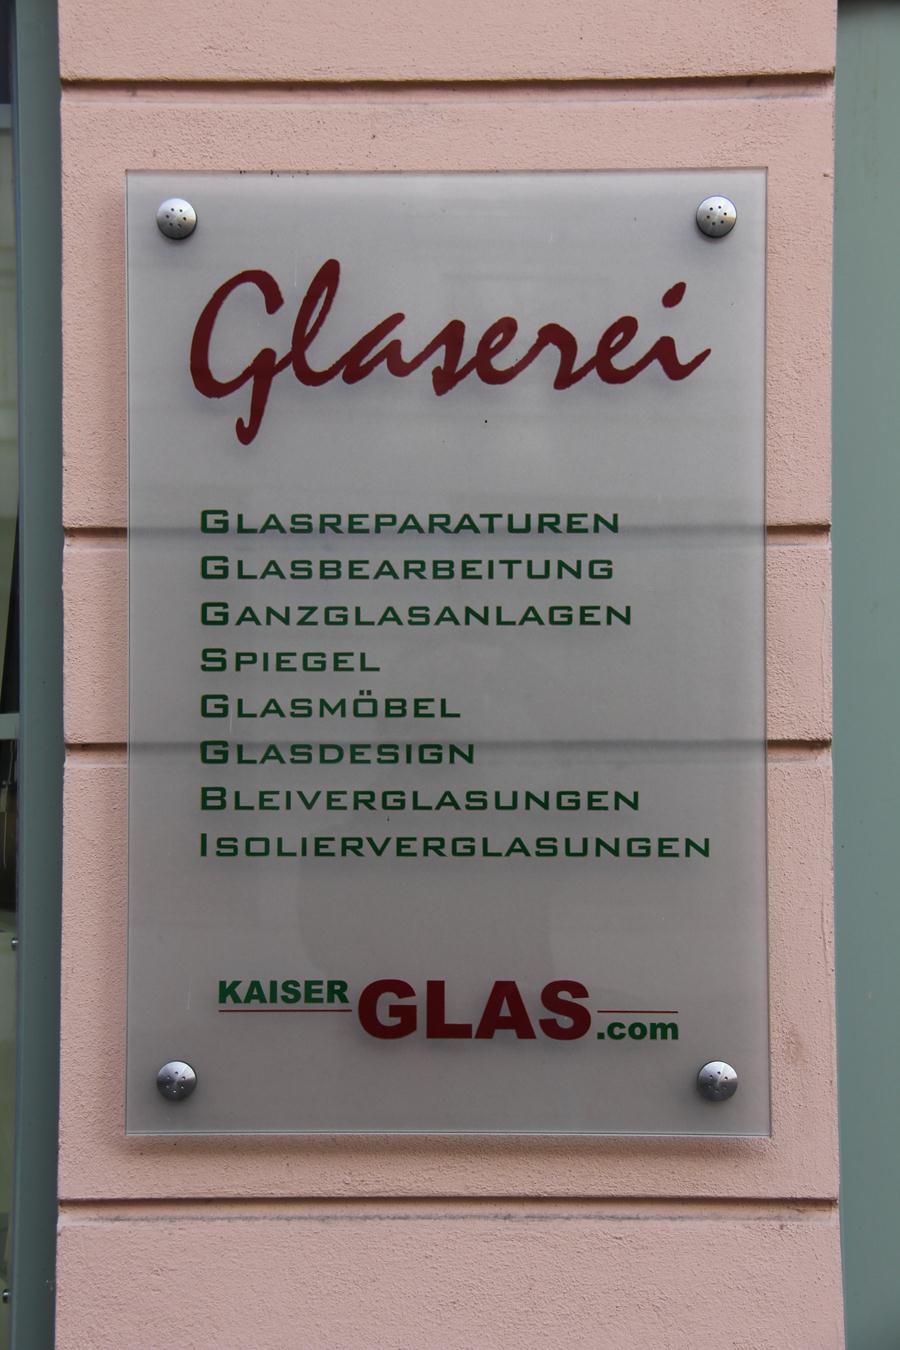 Glaserei
GLASREPARATUREN
GLASBEARBEITUNG
GANZGLASANLAGEN
SPIEGEL
GLASMÖBEL
GLASDESIGN
BLEIVERGLASUNGEN
ISOLIERVERGLASUNGEN
KAISER GLAS.com